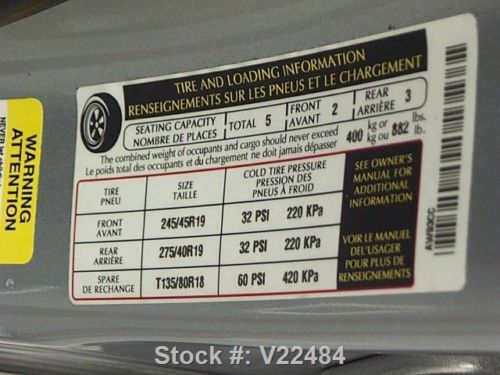 WARNING
ATTENTION
TIRE AND LOADING INFORMATION
RENSEIGNEMENTS SUR LES PNEUS ET LE CHARGEMENT
SEATING CAPACITY
NOMBRE DE PLACES
TOTAL 5
FRONT
AVANT 2
REAR
ARRIÈRE 3
The combined weight of occupants and cargo should never exceed
Le poids total des occupants et du chargement ne doit jamais dépasser
400 kg or 882 lbs.
kg ou lb.
TIRE
PNEU
SIZE
TAILLE
COLD TIRE PRESSURE
PRESSION DES
PNEUS À FROID
FRONT
AVANT
245/45R19
32 PSI 220 KPa
REAR
ARRIÈRE
275/40R19
32 PSI 220 KPa
SPARE
DE RECHANGE
T135/80R18
60 PSI 420 KPa
SEE OWNER'S
MANUAL FOR
ADDITIONAL
INFORMATION
VOIR LE MANUEL
DE L'USAGER
POUR PLUS DE
RENSEIGNEMENTS
Stock #: V22484